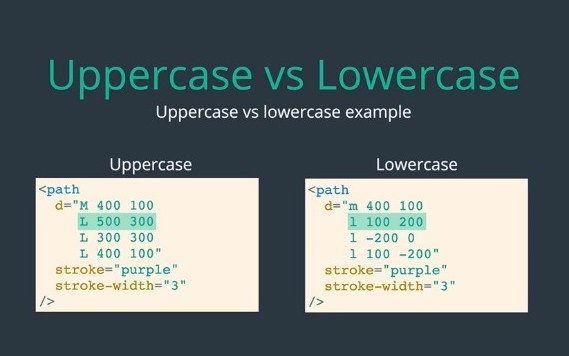 Uppercase vs Lowercase
Uppercase vs lowercase example
Uppercase
<path
d="M 400 100
L 500 300
L 300 300
L 400 100"
stroke="purple"
stroke-width="3"
/>
Lowercase
<path
d="m 400 100
l 100 200
l -200 0
l 100 -200"
stroke="purple"
stroke-width="3"
/>